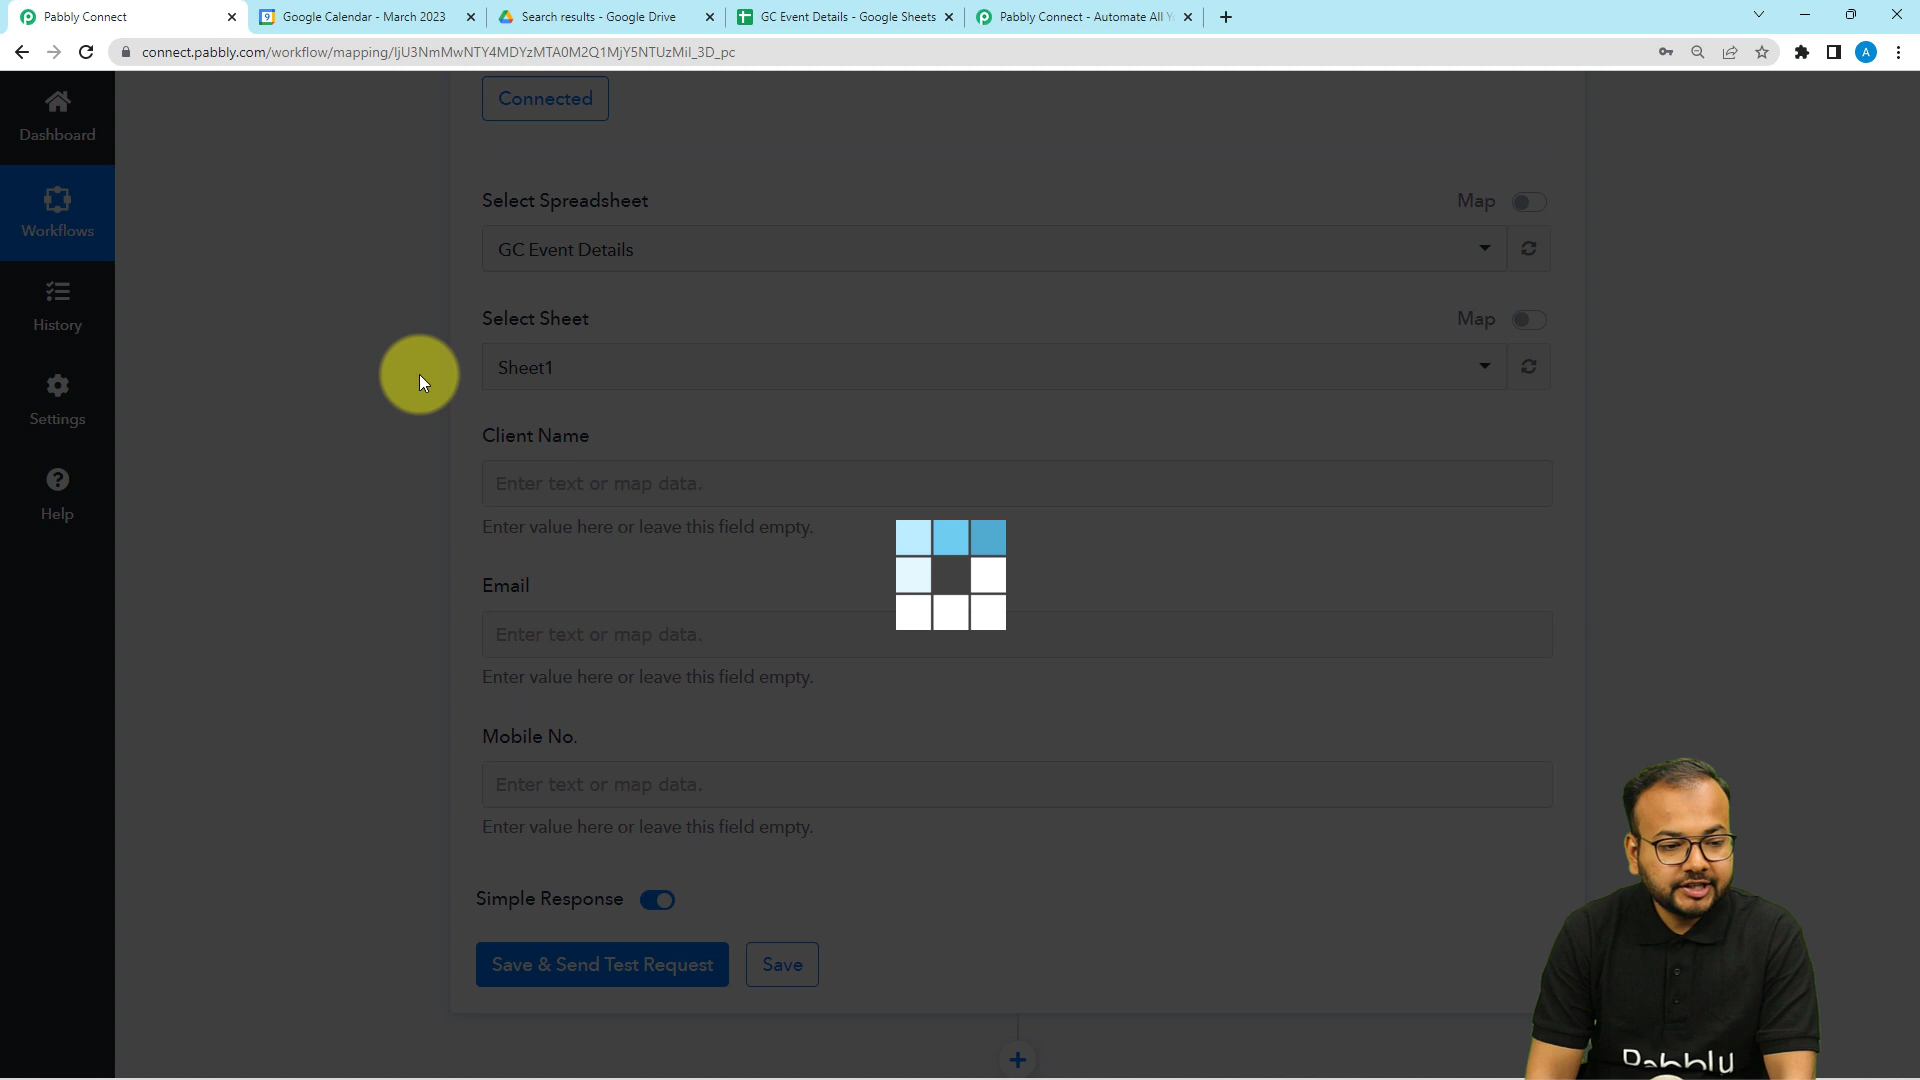 Pabbly Connect
Google Calendar - March 2023
Search results - Google Drive
GC Event Details - Google Sheets
Pabbly Connect - Automate All Y
connect.pabbly.com/workflow/mapping/IjU3NmMwNTY4MDYzMTA0M2Q1MjY5NTUzMiI_3D_pc
A
Dashboard
Workflows
History
Settings
Help
Connected
Select Spreadsheet
Map
GC Event Details
Select Sheet
Map
Sheet1
Client Name
Enter text or map data.
Enter value here or leave this field empty.
Email
Enter text or map data.
Enter value here or leave this field empty.
Mobile No.
Enter text or map data.
Enter value here or leave this field empty.
Simple Response
Save & Send Test Request
Save
Pabbly